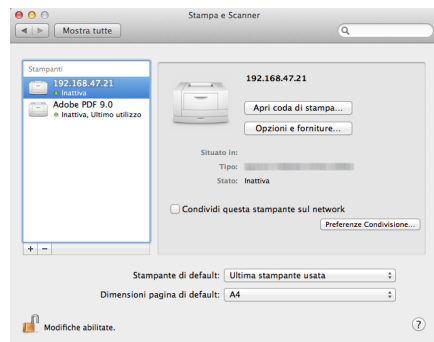 Stampa e Scanner
Mostra tutte
Stampanti
192.168.47.21
Inattiva
Adobe PDF 9.0
Inattiva, Ultimo utilizzo
192.168.47.21
Apri coda di stampa...
Opzioni e forniture...
Situato in:
Tipo:
Stato: Inattiva
Condividi questa stampante sul network
Preferenze Condivisione...
+ −
Stampante di default: Ultima stampante usata
Dimensioni pagina di default: A4
Modifiche abilitate.
?